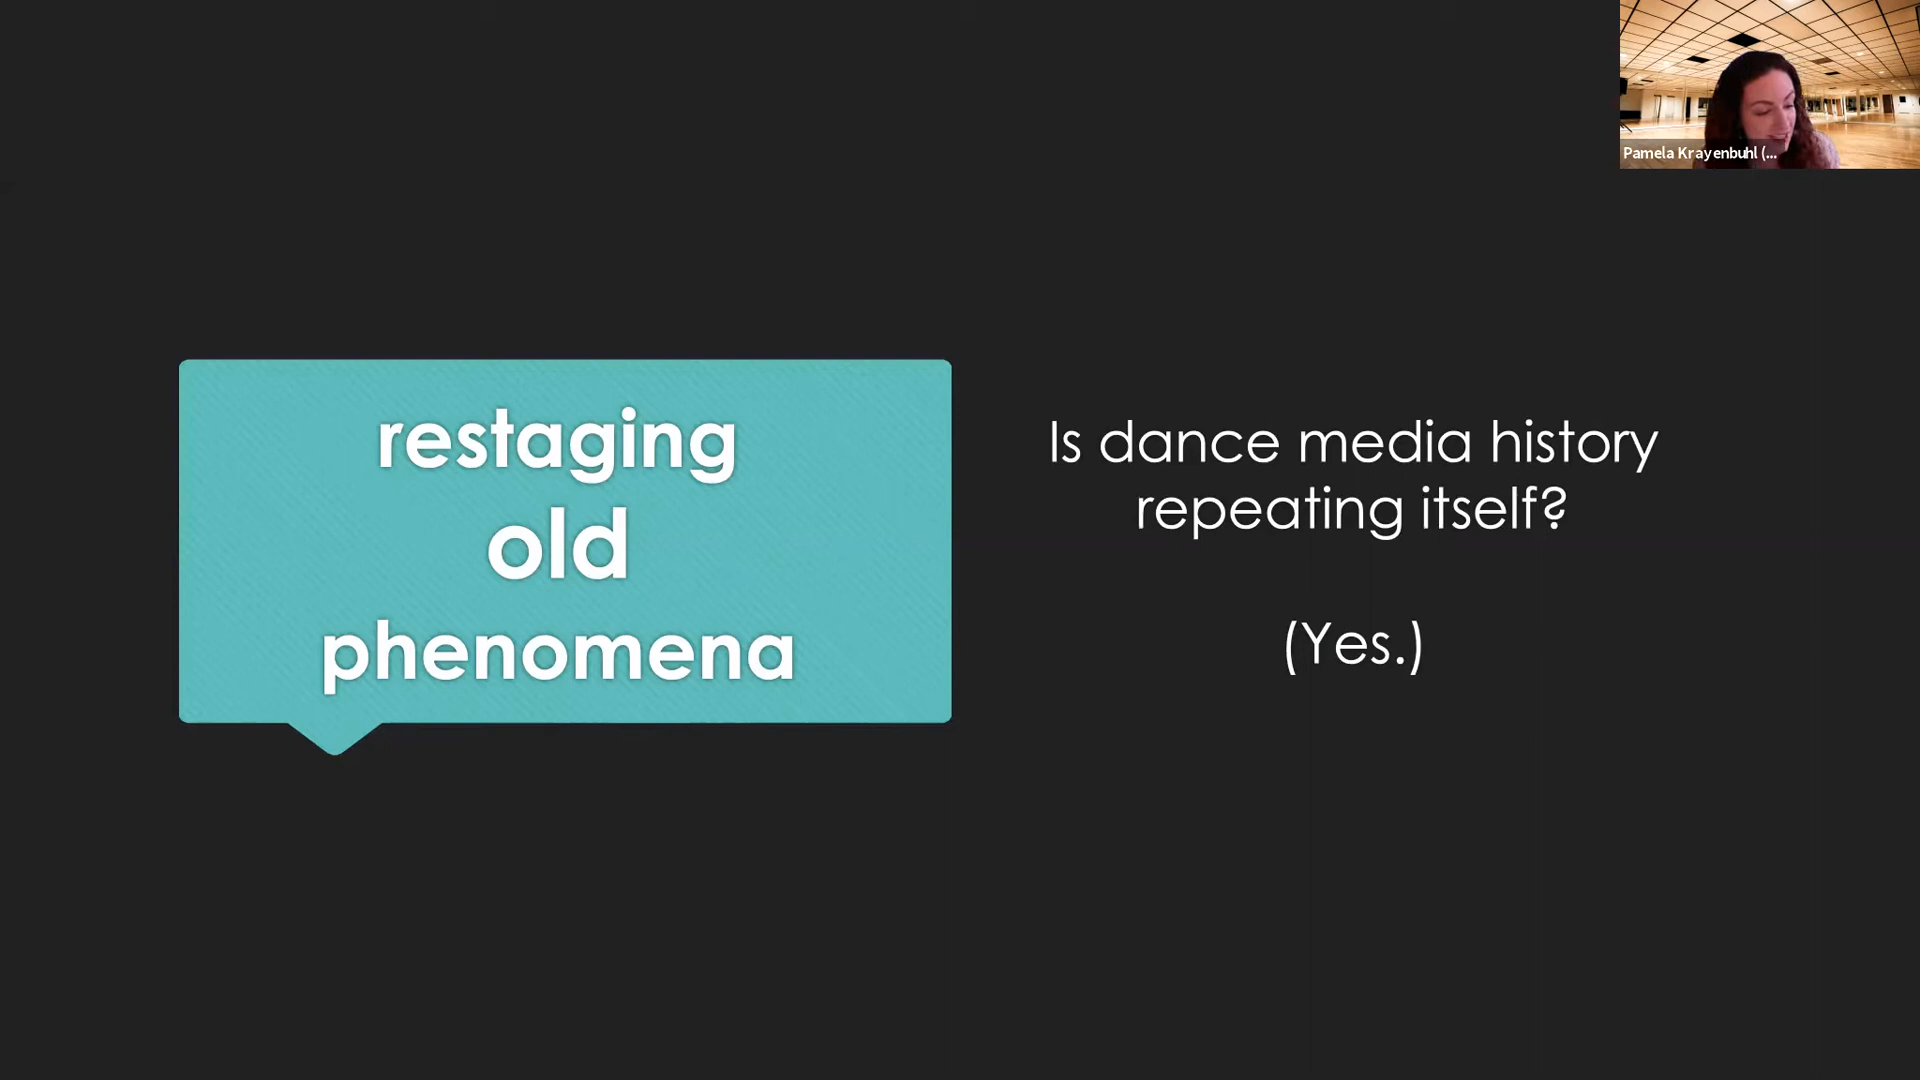 Pamela Krayenbuhl (...
restaging
old
phenomena
Is dance media history
repeating itself?
(Yes.)